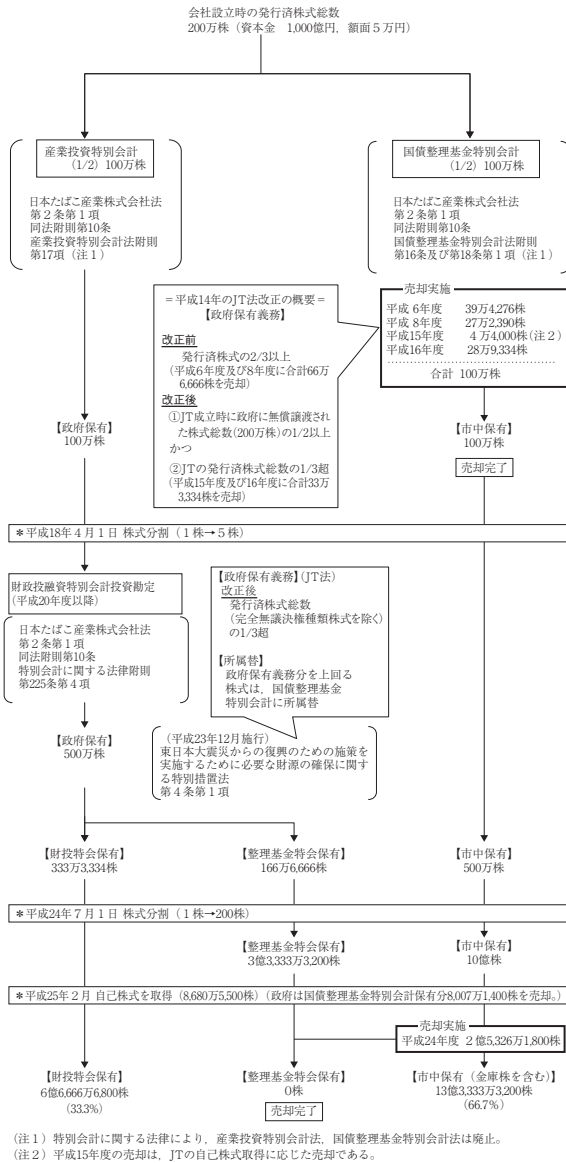 会社設立時の発行済株式総数
200万株（資本金　1,000億円，額面５万円）
産業投資特別会計
(1/2) 100万株
日本たばこ産業株式会社法
第２条第１項
同法附則第10条
産業投資特別会計法附則
第17項（注１）
国債整理基金特別会計
(1/2) 100万株
日本たばこ産業株式会社法
第２条第１項
同法附則第10条
国債整理基金特別会計法附則
第16条及び第18条第１項（注１）
売却実施
平成 6年度　39万4,276株
平成 8年度　27万2,390株
平成15年度　４万4,000株(注２)
平成16年度　28万9,334株
合計 100万株
＝平成14年のJT法改正の概要＝
【政府保有義務】
改正前
発行済株式の2/3以上
(平成６年度及び8年度に合計66万
6,666株を売却)
改正後
①JT成立時に政府に無償譲渡され
た株式総数(200万株)の1/2以上
かつ
②JTの発行済株式総数の1/3超
(平成15年度及び16年度に合計33万
3,334株を売却)
【政府保有】
100万株
【市中保有】
100万株
売却完了
＊平成18年４月１日 株式分割（１株→５株）
財政投融資特別会計投資勘定
(平成20年度以降)
日本たばこ産業株式会社法
第２条第１項
同法附則第10条
特別会計に関する法律附則
第225条第４項
【政府保有義務】(JT法)
改正後
発行済株式総数
(完全無議決権種類株式を除く)
の1/3超
【所属替】
政府保有義務分を上回る
株式は，国債整理基金
特別会計に所属替
【政府保有】
500万株
(平成23年12月施行)
東日本大震災からの復興のための施策を
実施するために必要な財源の確保に関す
る特別措置法
第４条第１項
【財投特会保有】
333万3,334株
【整理基金特会保有】
166万6,666株
【市中保有】
500万株
＊平成24年７月１日 株式分割（１株→200株）
【整理基金特会保有】
3億3,333万3,200株
【市中保有】
10億株
＊平成25年２月 自己株式を取得（8,680万5,500株）（政府は国債整理基金特別会計保有分8,007万1,400株を売却。）
売却実施
平成24年度 ２億5,326万1,800株
【財投特会保有】
6億6,666万6,800株
(33.3%)
【整理基金特会保有】
0株
売却完了
【市中保有（金庫株を含む）】
13億3,333万3,200株
(66.7%)
（注１）特別会計に関する法律により，産業投資特別会計法，国債整理基金特別会計法は廃止。
（注２）平成15年度の売却は，JTの自己株式取得に応じた売却である。